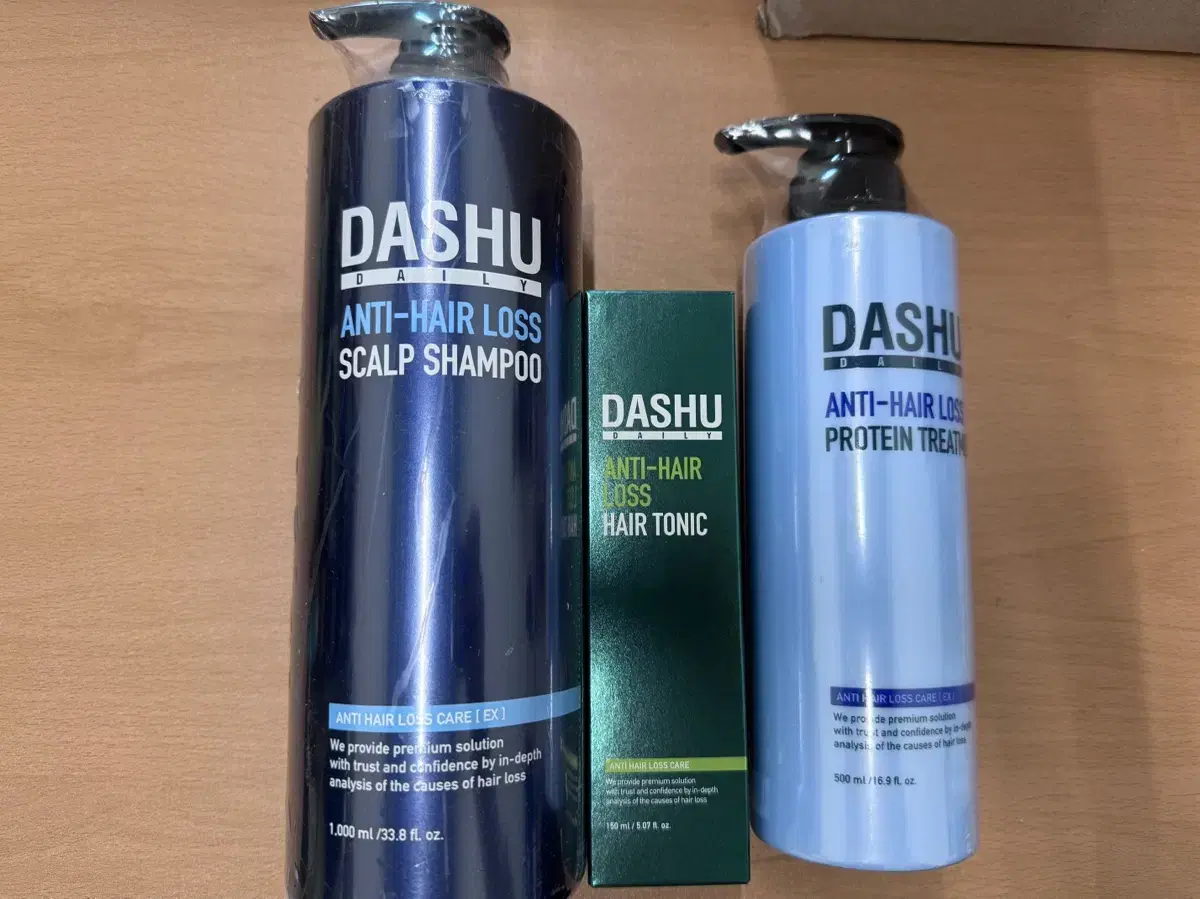 DASHU
DAILY
ANTI-HAIR LOSS
SCALP SHAMPOO
ANTI HAIR LOSS CARE [ EX ]
We provide premium solution
with trust and confidence by in-depth
analysis of the causes of hair loss
1.000 ml /33.8 fl. oz.
DASHU
DAILY
ANTI-HAIR
LOSS
HAIR TONIC
ANTI HAIR LOSS CARE
We provide premium solution
with trust and confidence by in-depth
analysis of the causes of hair loss
150 ml / 5.07 fl. oz.
DASHU
DAILY
ANTI-HAIR LOSS
PROTEIN TREATM
ANTI HAIR LOSS CARE [ EX ]
We provide premium solution
with trust and confidence by in-depth
analysis of the causes of hair loss
500 ml /16.9 fl. oz.